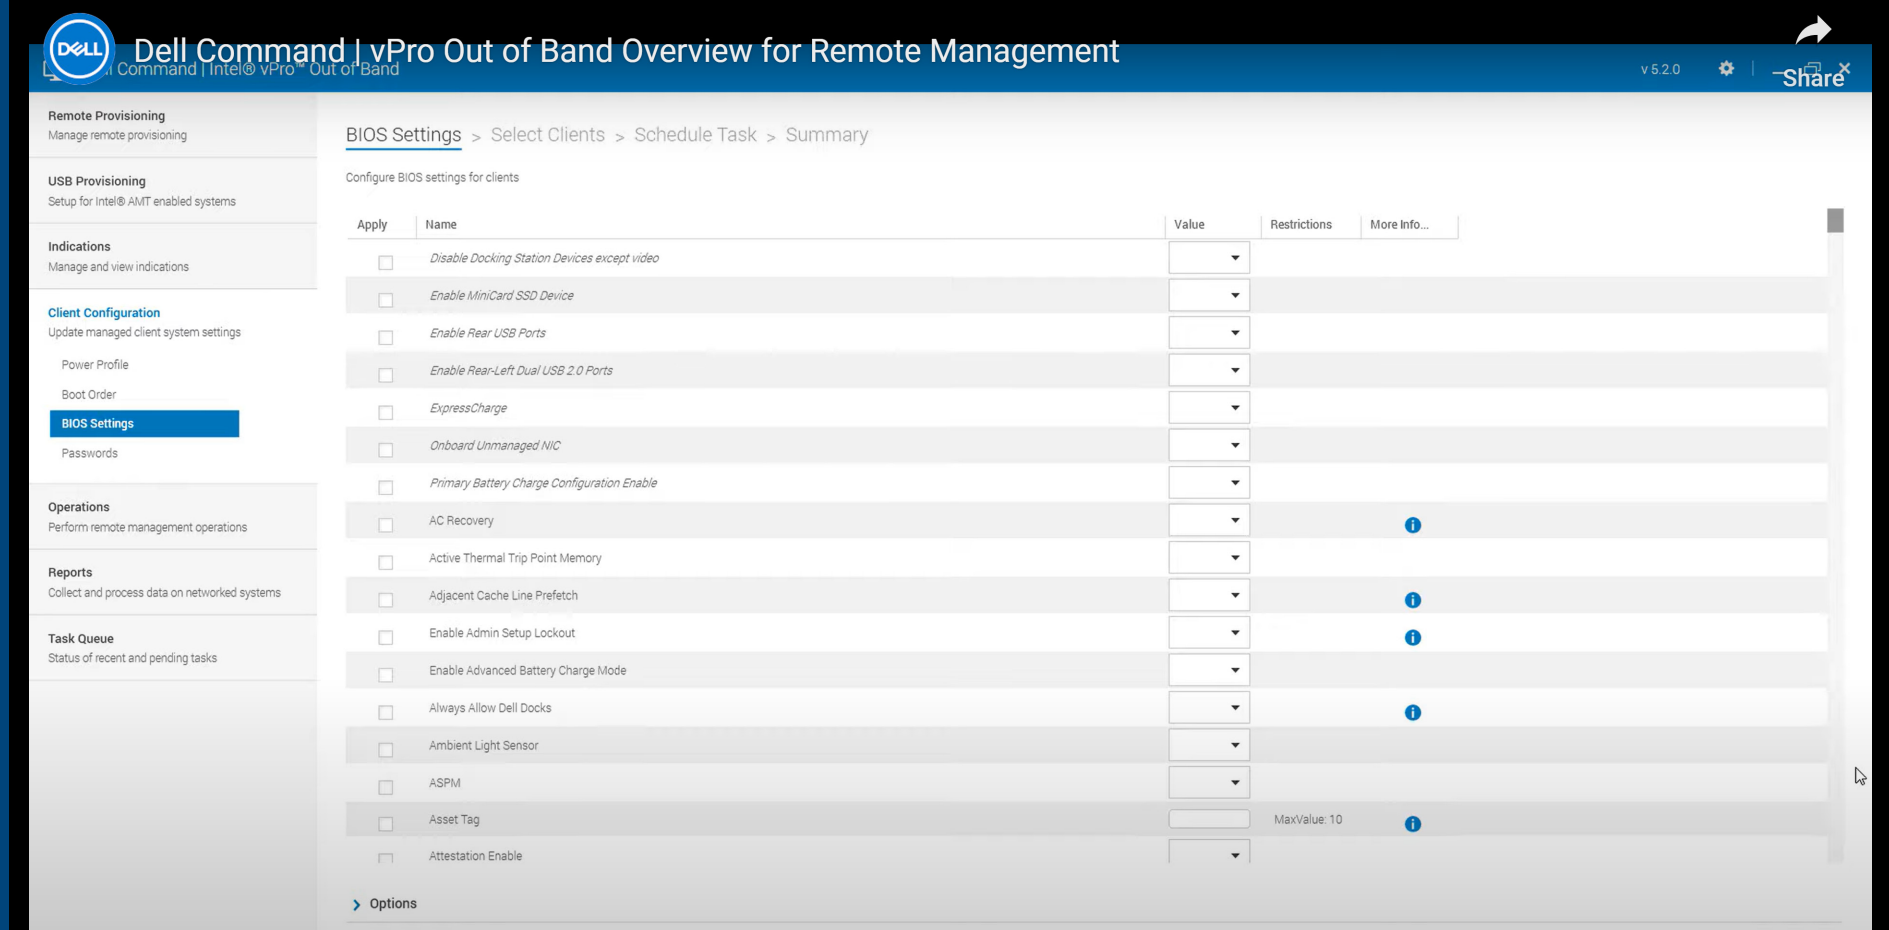 DELL
Dell Command | vPro Out of Band Overview for Remote Management
Share
Command | Intel® vPro™ Out of Band
v 5.2.0
Remote Provisioning
Manage remote provisioning
USB Provisioning
Setup for Intel® AMT enabled systems
Indications
Manage and view indications
Client Configuration
Update managed client system settings
Power Profile
Boot Order
BIOS Settings
Passwords
Operations
Perform remote management operations
Reports
Collect and process data on networked systems
Task Queue
Status of recent and pending tasks
BIOS Settings > Select Clients > Schedule Task > Summary
Configure BIOS settings for clients
Apply Name Value Restrictions More Info...
Disable Docking Station Devices except video
Enable MiniCard SSD Device
Enable Rear USB Ports
Enable Rear-Left Dual USB 2.0 Ports
ExpressCharge
Onboard Unmanaged NIC
Primary Battery Charge Configuration Enable
AC Recovery
Active Thermal Trip Point Memory
Adjacent Cache Line Prefetch
Enable Admin Setup Lockout
Enable Advanced Battery Charge Mode
Always Allow Dell Docks
Ambient Light Sensor
ASPM
Asset Tag MaxValue: 10
Attestation Enable
Options